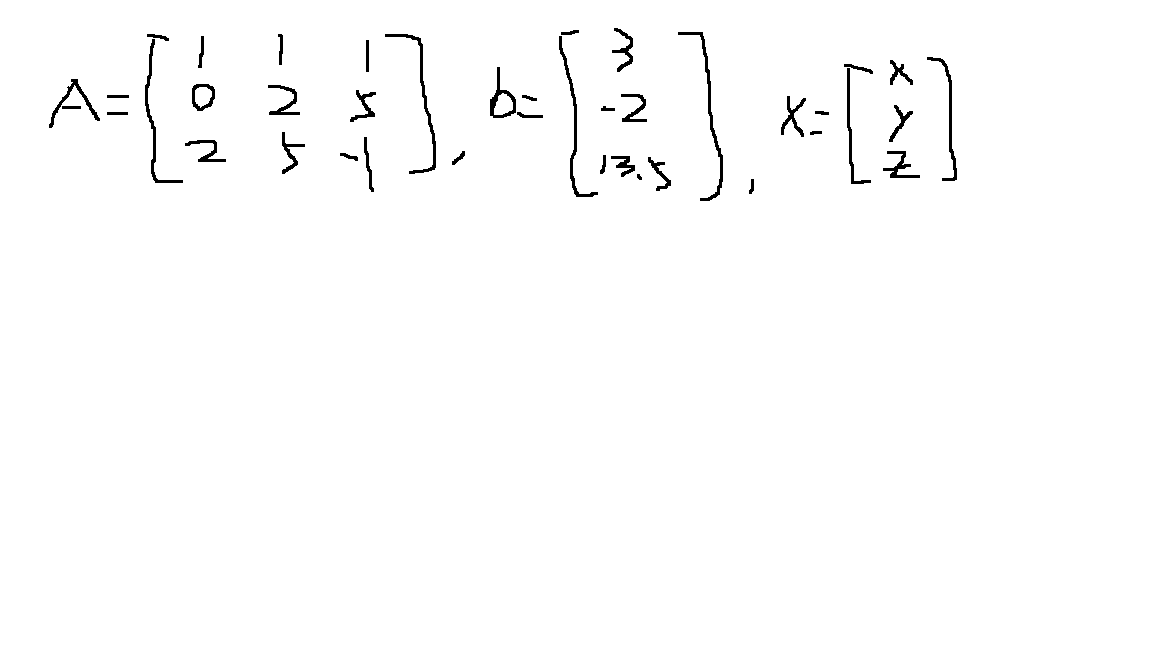 A = [1 1 1; 0 2 5; 2 5 -1], b = [3; -2; 13.5], X = [x; y; z]